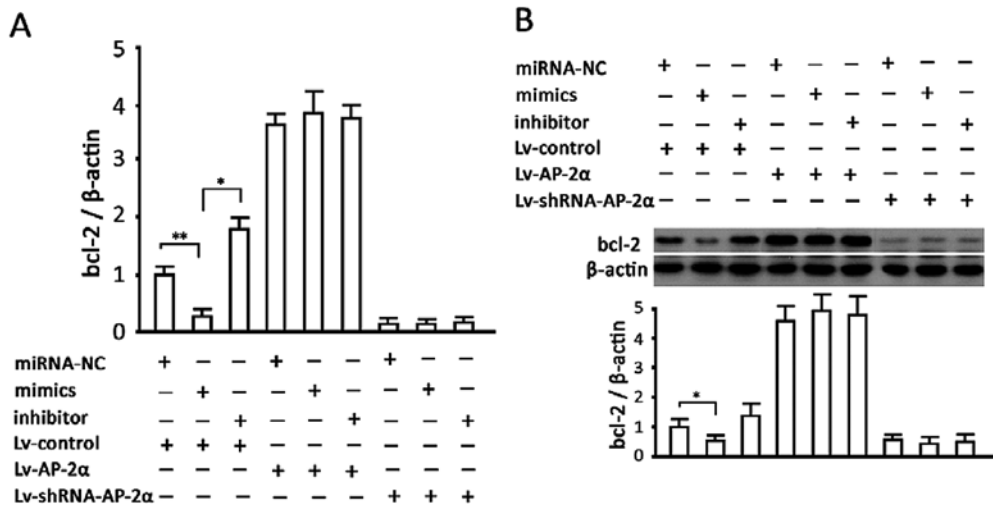 A
bcl-2 / β-actin
5
4
3
2
1
0
**
*
miRNA-NC + – – + – – + – –
mimics – + – – + – – + –
inhibitor – – + – – + – – +
Lv-control + + + – – – – – –
Lv-AP-2α – – – + + + – – –
Lv-shRNA-AP-2α – – – – – – + + +
B
miRNA-NC + – – + – – + – –
mimics – + – – + – – + –
inhibitor – – + – – + – – +
Lv-control + + + – – – – – –
Lv-AP-2α – – – + + + – – –
Lv-shRNA-AP-2α – – – – – – + + +
bcl-2
β-actin
bcl-2 / β-actin
5
4
3
2
1
0
*